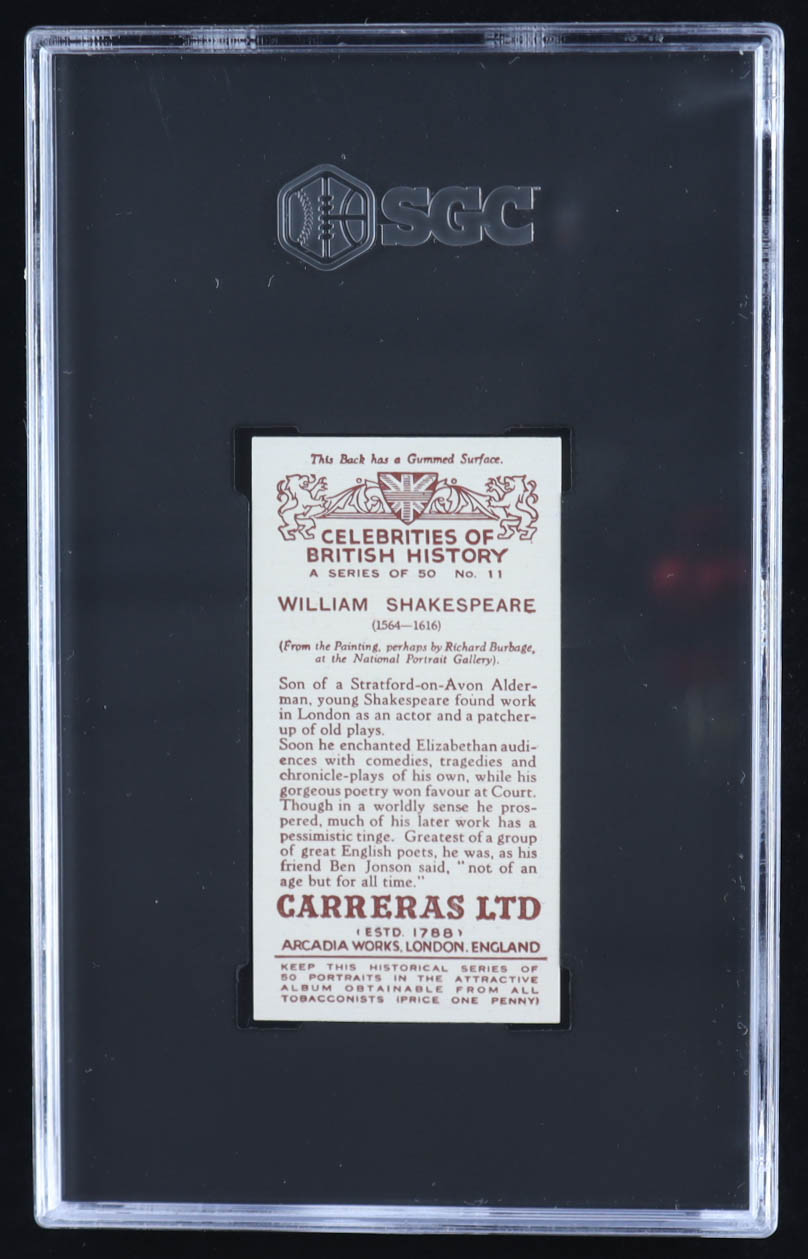 SGC
This Back has a Gummed Surface.
CELEBRITIES OF
BRITISH HISTORY
A SERIES OF 50 No. 11
WILLIAM SHAKESPEARE
(1564—1616)
(From the Painting, perhaps by Richard Burbage,
at the National Portrait Gallery).
Son of a Stratford-on-Avon Alder-
man, young Shakespeare found work
in London as an actor and a patcher-
up of old plays.
Soon he enchanted Elizabethan audi-
ences with comedies, tragedies and
chronicle-plays of his own, while his
gorgeous poetry won favour at Court.
Though in a worldly sense he pros-
pered, much of his later work has a
pessimistic tinge. Greatest of a group
of great English poets, he was, as his
friend Ben Jonson said, "not of an
age but for all time."
CARRERAS LTD
(ESTD. 1788)
ARCADIA WORKS, LONDON. ENGLAND
KEEP THIS HISTORICAL SERIES OF
50 PORTRAITS IN THE ATTRACTIVE
ALBUM OBTAINABLE FROM ALL
TOBACCONISTS (PRICE ONE PENNY)